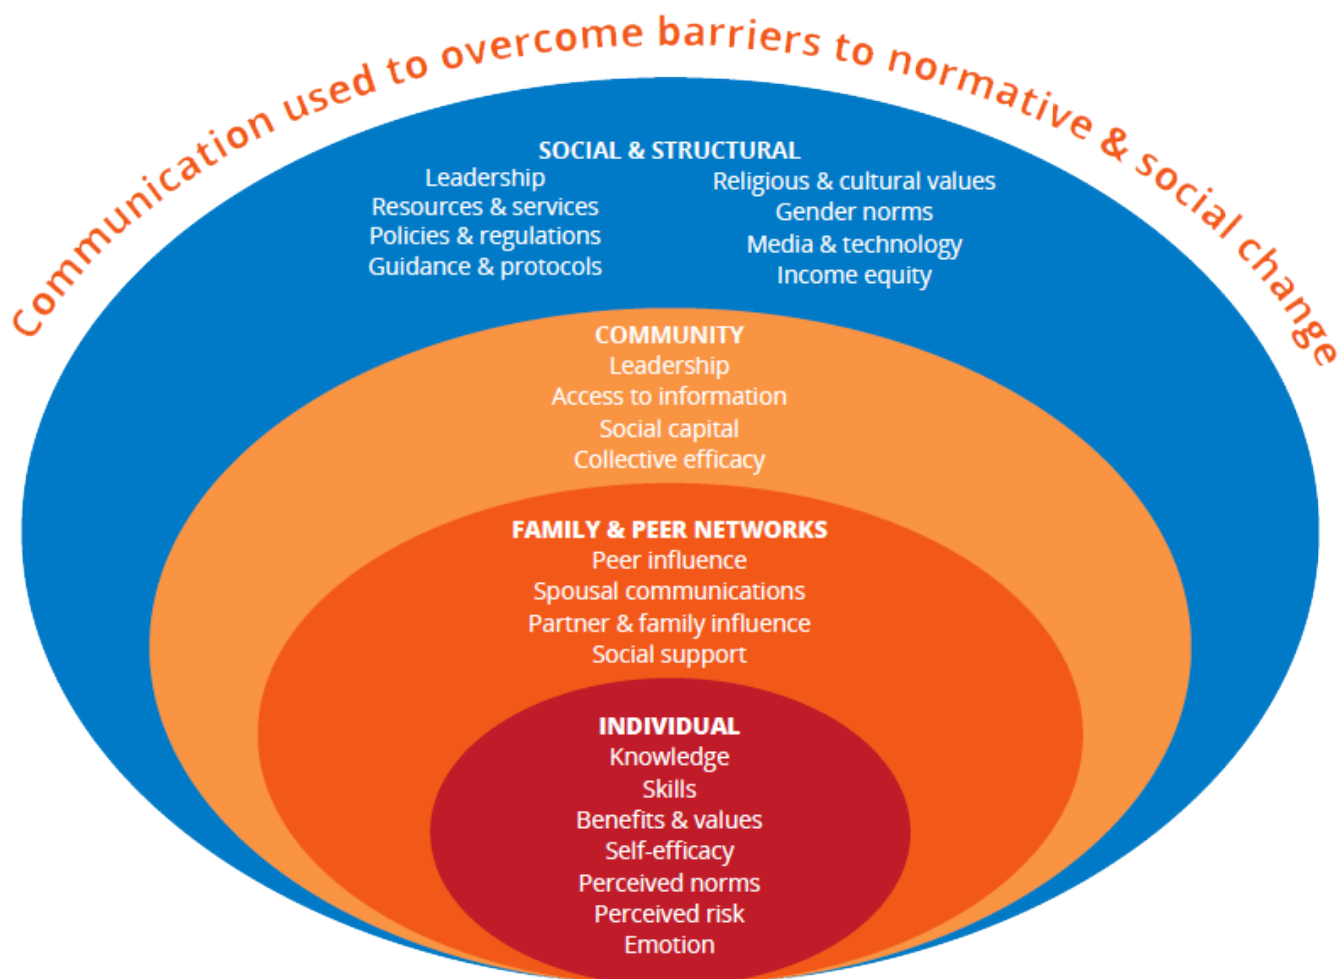 Communication used to overcome barriers to normative & social change
SOCIAL & STRUCTURAL
Leadership
Resources & services
Policies & regulations
Guidance & protocols
Religious & cultural values
Gender norms
Media & technology
Income equity
COMMUNITY
Leadership
Access to information
Social capital
Collective efficacy
FAMILY & PEER NETWORKS
Peer influence
Spousal communications
Partner & family influence
Social support
INDIVIDUAL
Knowledge
Skills
Benefits & values
Self-efficacy
Perceived norms
Perceived risk
Emotion